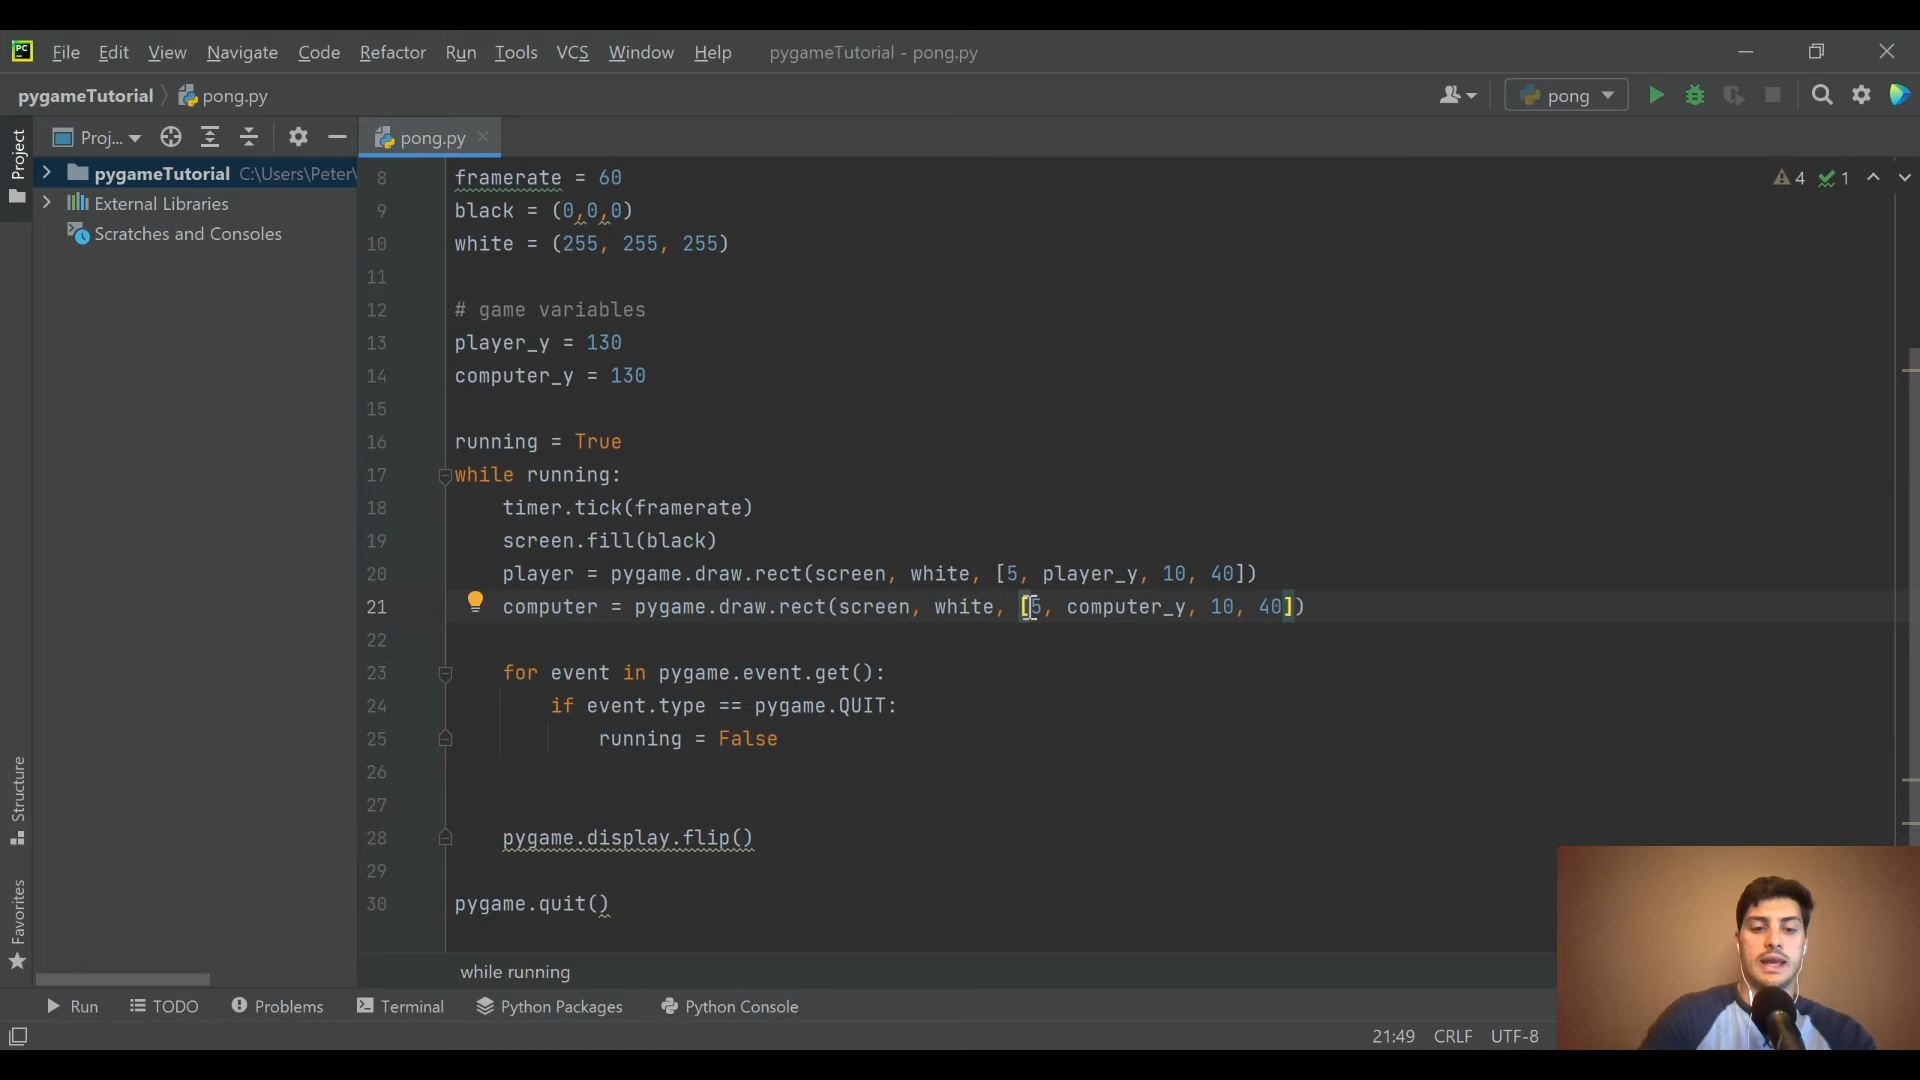 PC File Edit View Navigate Code Refactor Run Tools VCS Window Help pygameTutorial - pong.py
pygameTutorial pong.py pong
Project
Proj... pong.py
pygameTutorial C:\Users\Peter\
External Libraries
Scratches and Consoles
4 1
8 framerate = 60
9 black = (0,0,0)
10 white = (255, 255, 255)
11
12 # game variables
13 player_y = 130
14 computer_y = 130
15
16 running = True
17 while running:
18 timer.tick(framerate)
19 screen.fill(black)
20 player = pygame.draw.rect(screen, white, [5, player_y, 10, 40])
21 computer = pygame.draw.rect(screen, white, [5, computer_y, 10, 40])
22
23 for event in pygame.event.get():
24 if event.type == pygame.QUIT:
25 running = False
26
27
28 pygame.display.flip()
29
30 pygame.quit()
Structure
Favorites
while running
Run TODO Problems Terminal Python Packages Python Console
21:49 CRLF UTF-8